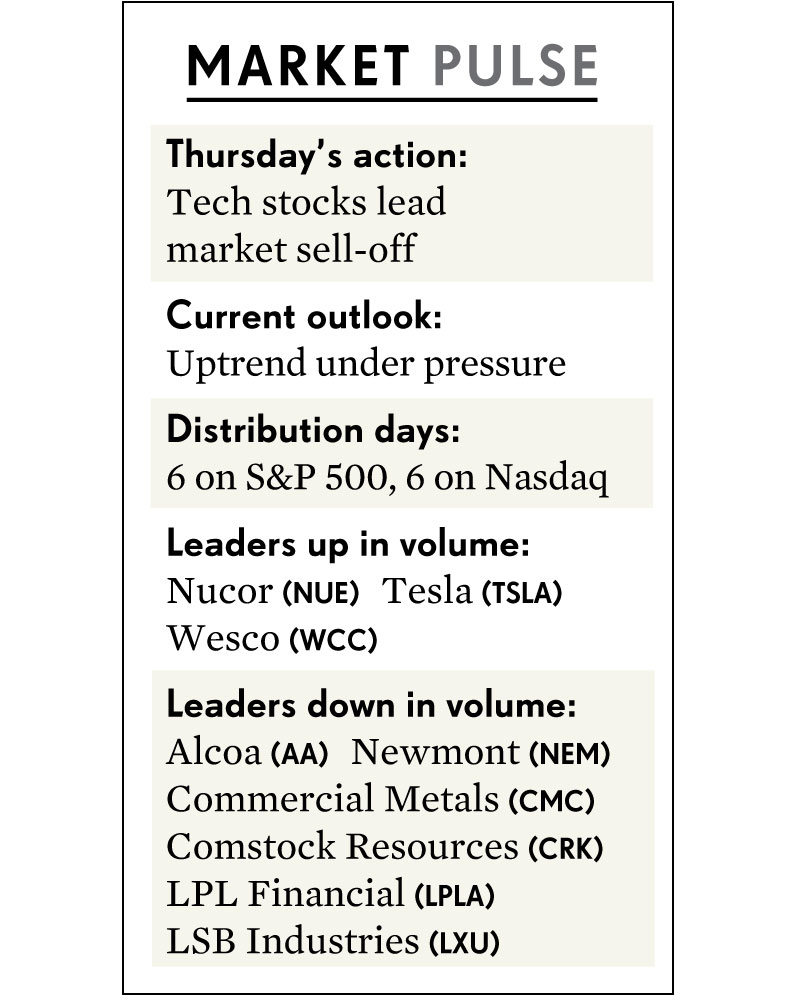 MARKET PULSE
Thursday’s action:
Tech stocks lead
market sell-off
Current outlook:
Uptrend under pressure
Distribution days:
6 on S&P 500, 6 on Nasdaq
Leaders up in volume:
Nucor (NUE) Tesla (TSLA)
Wesco (WCC)
Leaders down in volume:
Alcoa (AA) Newmont (NEM)
Commercial Metals (CMC)
Comstock Resources (CRK)
LPL Financial (LPLA)
LSB Industries (LXU)